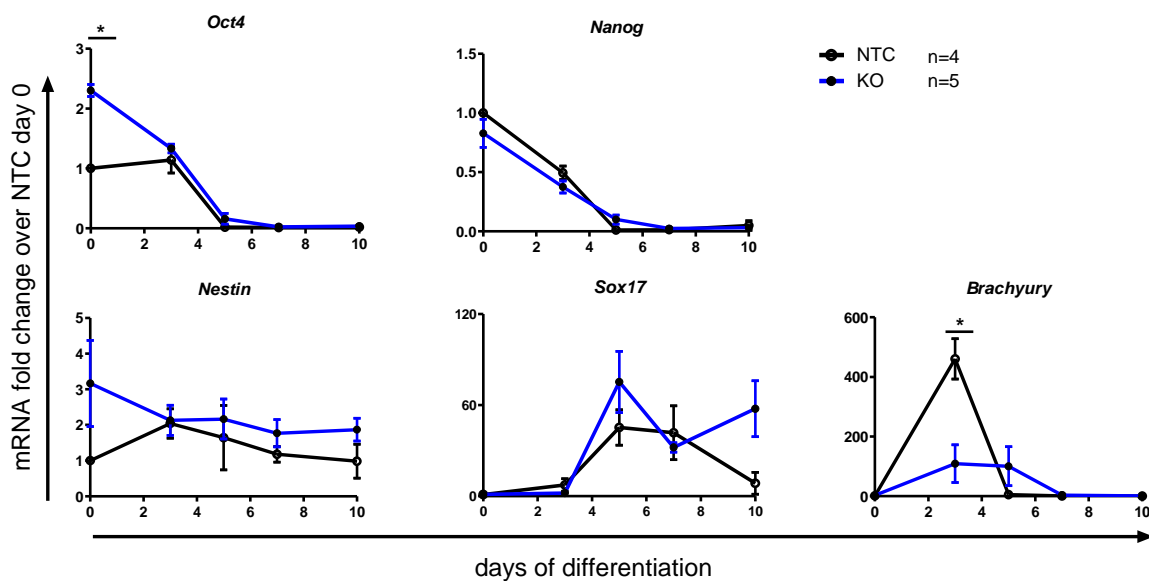 Oct4
*
3
2
1
0
0 2 4 6 8 10
Nanog
1.5
1.0
0.5
0.0
0 2 4 6 8 10
NTC n=4
KO n=5
mRNA fold change over NTC day 0
Nestin
5
4
3
2
1
0
0 2 4 6 8 10
Sox17
120
60
0
0 2 4 6 8 10
Brachyury
*
600
400
200
0
0 2 4 6 8 10
days of differentiation